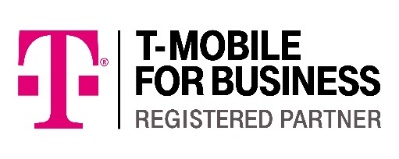 T ®
T-MOBILE
FOR BUSINESS
REGISTERED PARTNER